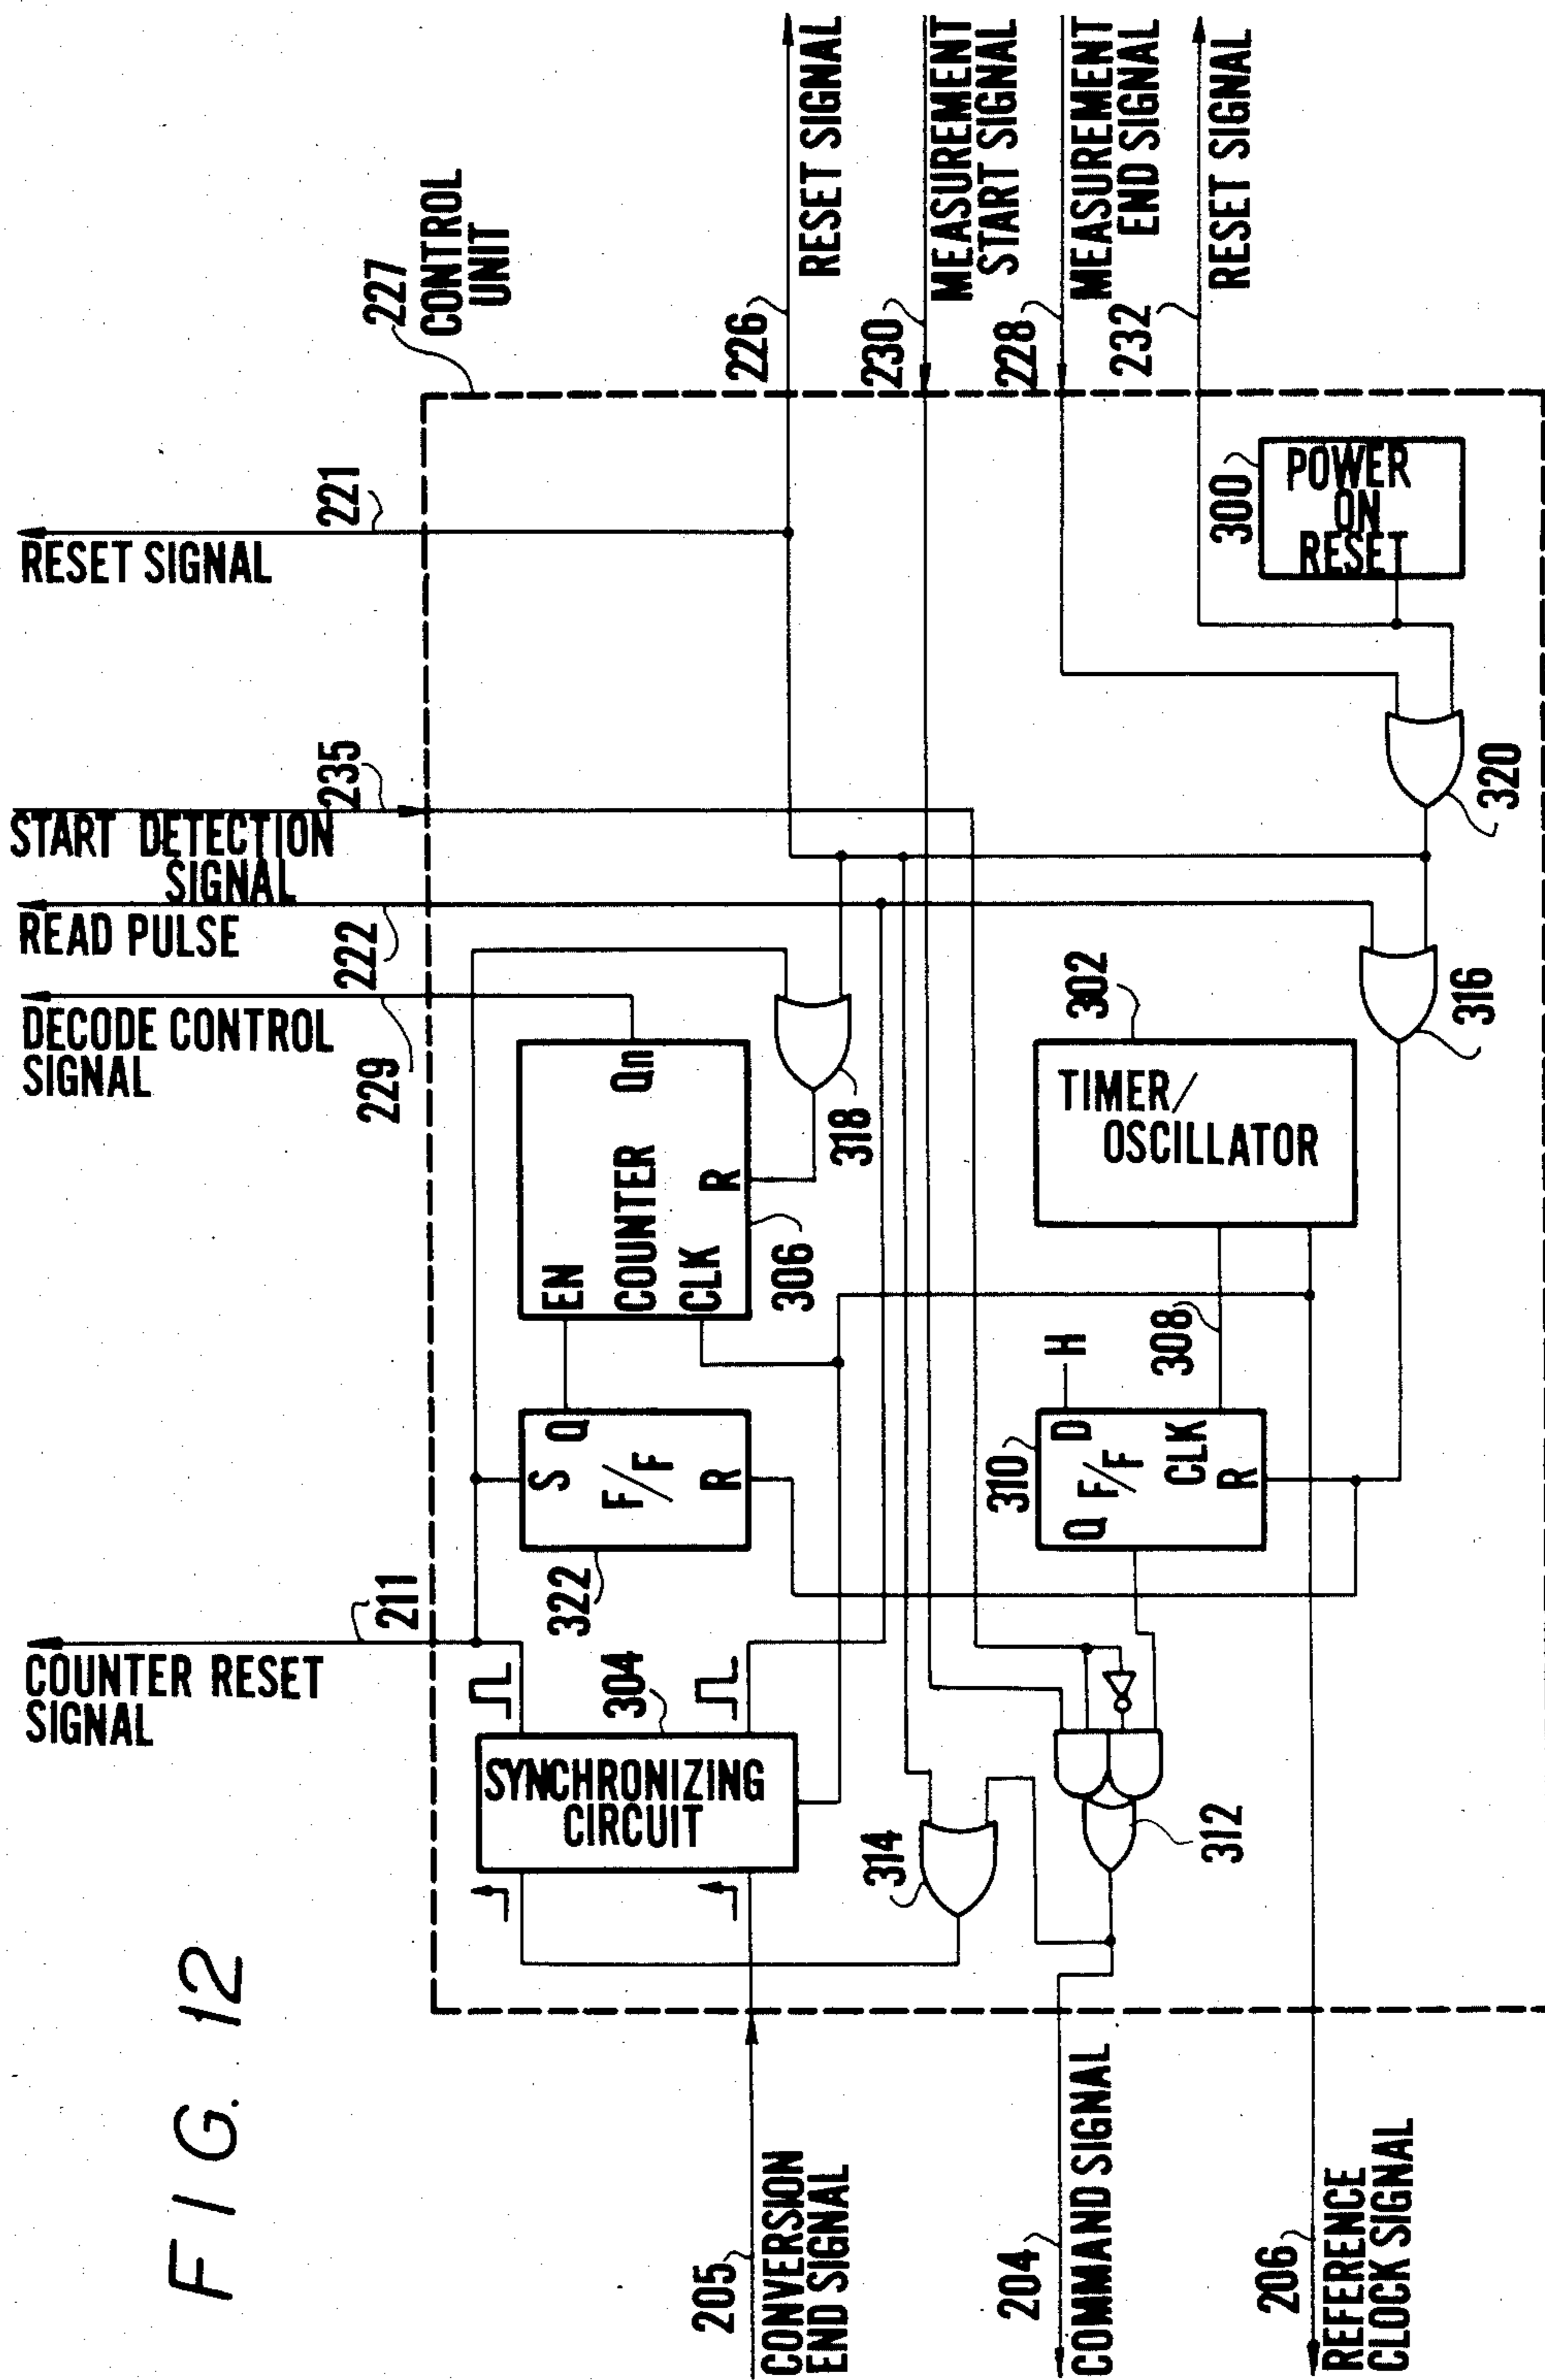 FIG. 12
COUNTER RESET
SIGNAL
211
DECODE CONTROL
SIGNAL
229
READ PULSE
222
START DETECTION
SIGNAL
235
RESET SIGNAL
221
227
CONTROL
UNIT
205
CONVERSION
END SIGNAL
204
COMMAND SIGNAL
206
REFERENCE
CLOCK SIGNAL
SYNCHRONIZING
CIRCUIT
304
S Q
F/F
R
322
EN
Qn
COUNTER
CLK R
306
318
314
312
Q D
F/F
CLK
R
310
H
308
TIMER/
OSCILLATOR
302
316
320
POWER
ON
RESET
300
226
RESET SIGNAL
230
MEASUREMENT
START SIGNAL
228
MEASUREMENT
END SIGNAL
232
RESET SIGNAL